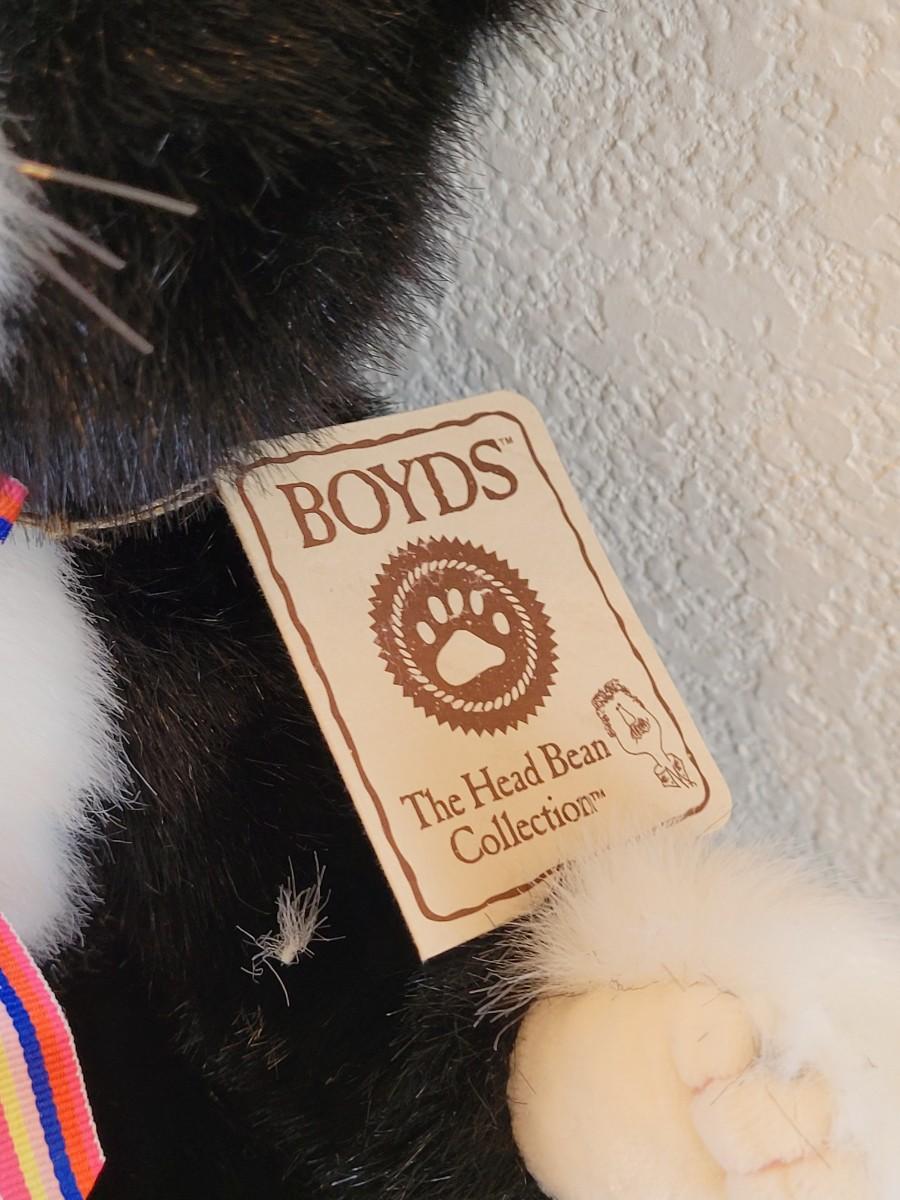 BOYDS™
The Head Bean
Collection™